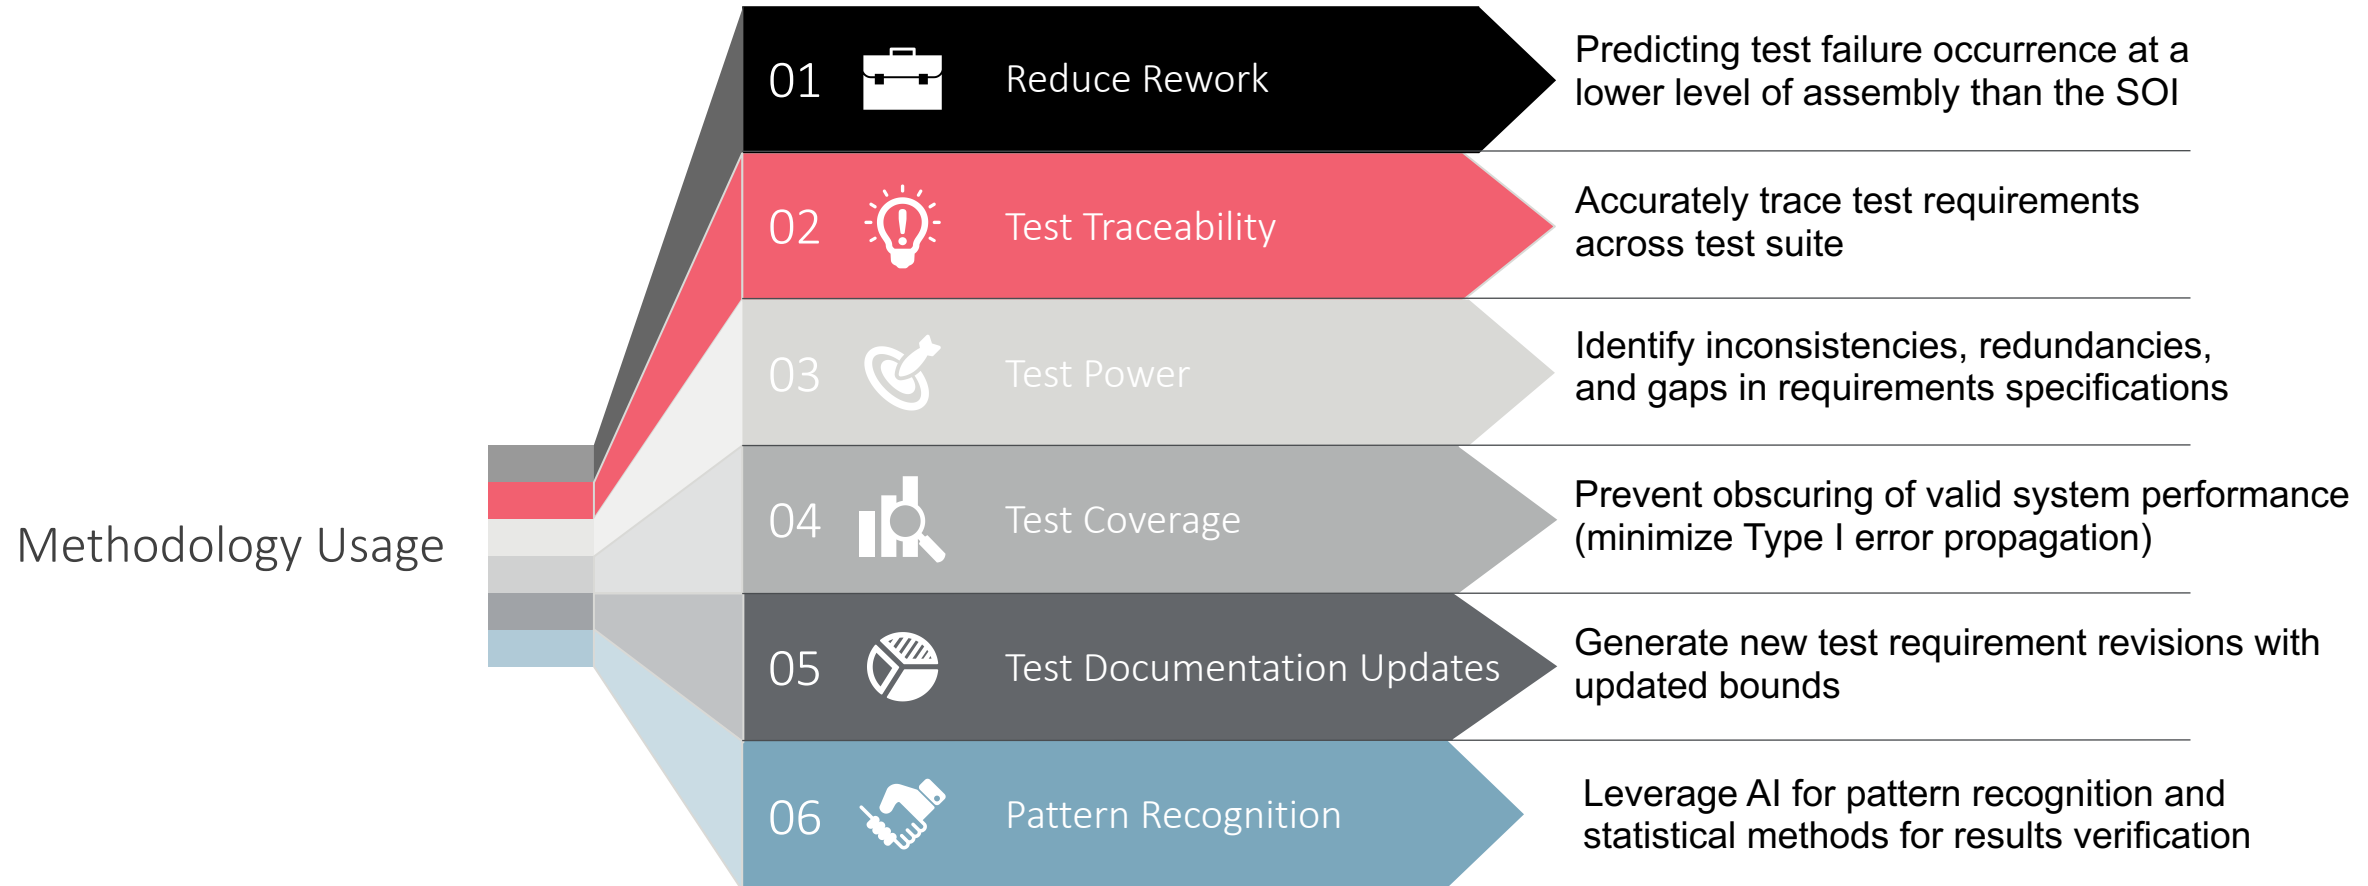 Methodology Usage
01
Reduce Rework
Predicting test failure occurrence at a
lower level of assembly than the SOI
02
Test Traceability
Accurately trace test requirements
across test suite
03
Test Power
Identify inconsistencies, redundancies,
and gaps in requirements specifications
04
Test Coverage
Prevent obscuring of valid system performance
(minimize Type I error propagation)
05
Test Documentation Updates
Generate new test requirement revisions with
updated bounds
06
Pattern Recognition
Leverage AI for pattern recognition and
statistical methods for results verification